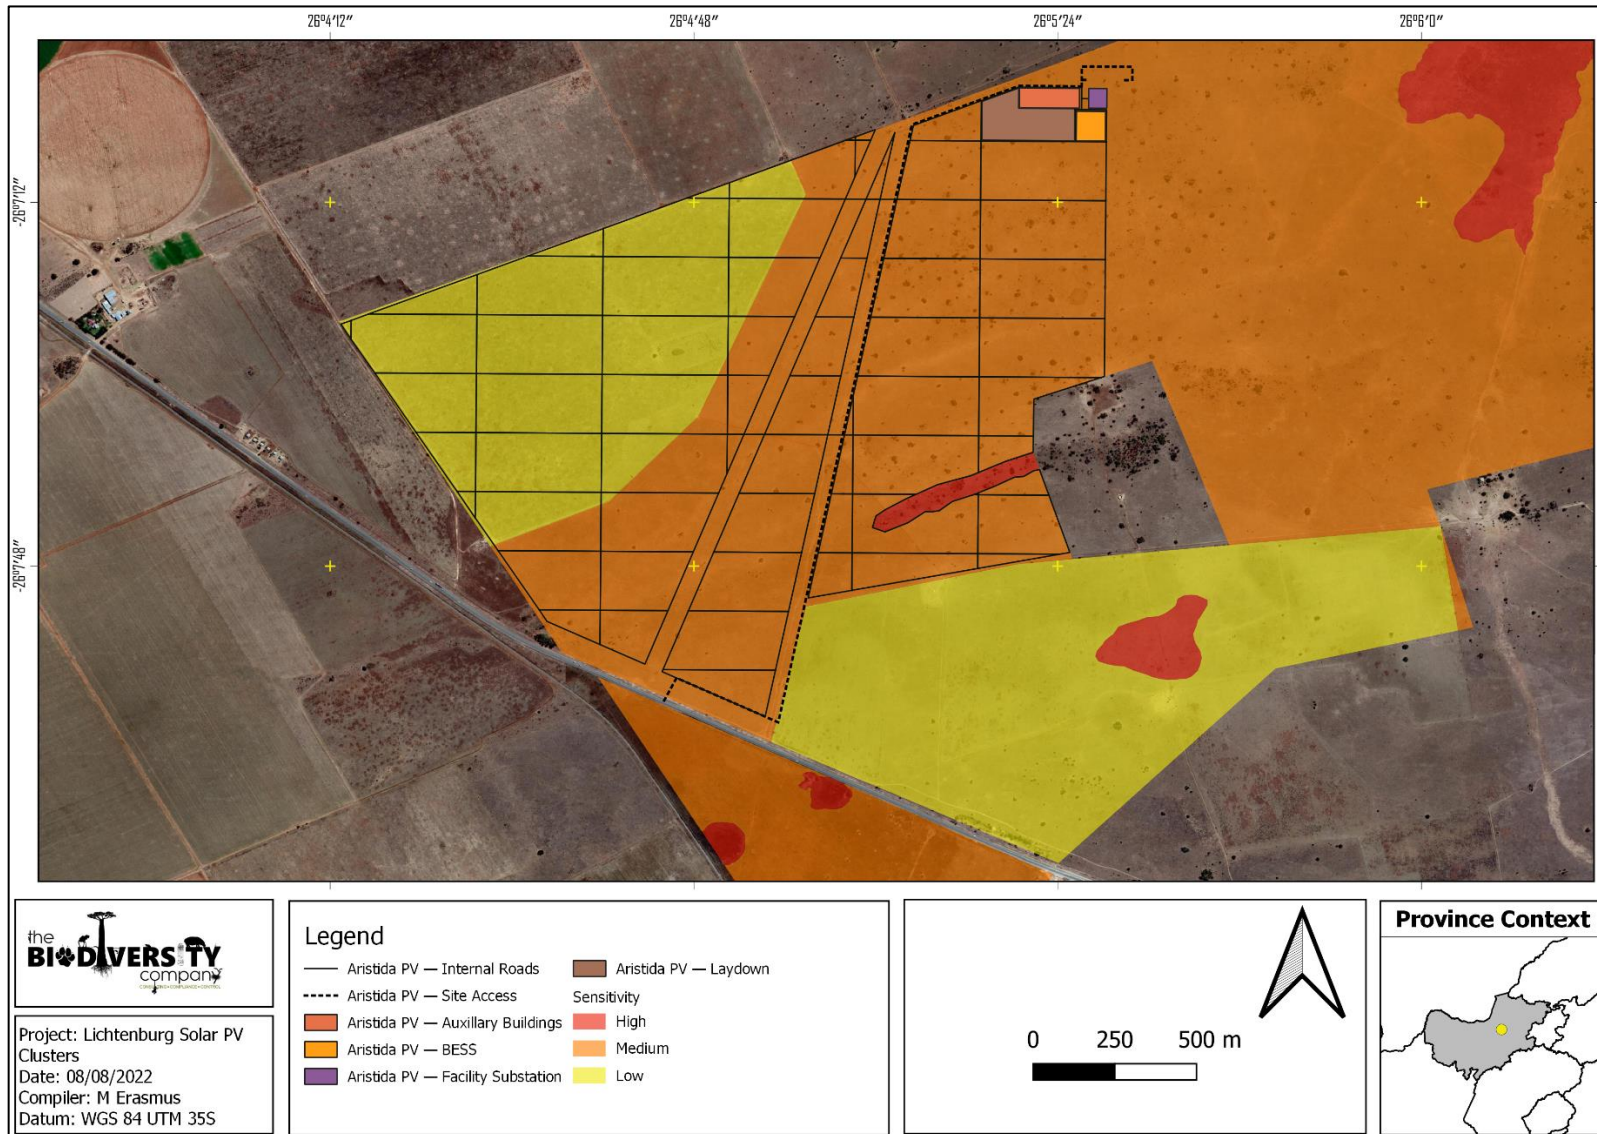 26°4′12″
26°4′48″
26°5′24″
26°6′0″
-26°7′12″
-26°7′48″
the
BIODIVERSITY
company
CONSULTING•COMPLIANCE•CONTROL
Project: Lichtenburg Solar PV
Clusters
Date: 08/08/2022
Compiler: M Erasmus
Datum: WGS 84 UTM 35S
Legend
Aristida PV — Internal Roads
Aristida PV — Site Access
Aristida PV — Auxillary Buildings
Aristida PV — BESS
Aristida PV — Facility Substation
Aristida PV — Laydown
Sensitivity
High
Medium
Low
0 250 500 m
Province Context